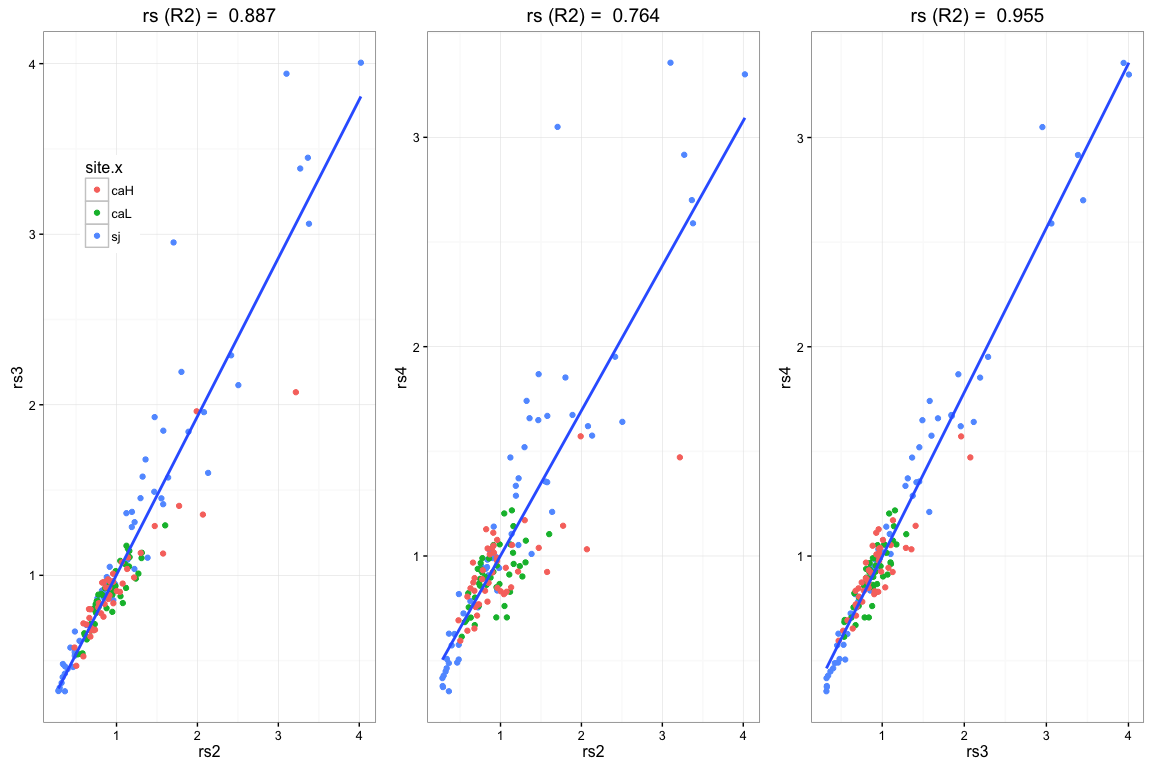 rs (R2) =  0.887
rs3
4
3
2
1
site.x
caH
caL
sj
1 2 3 4
rs2
rs (R2) =  0.764
rs4
3
2
1
1 2 3 4
rs2
rs (R2) =  0.955
rs4
3
2
1
1 2 3 4
rs3